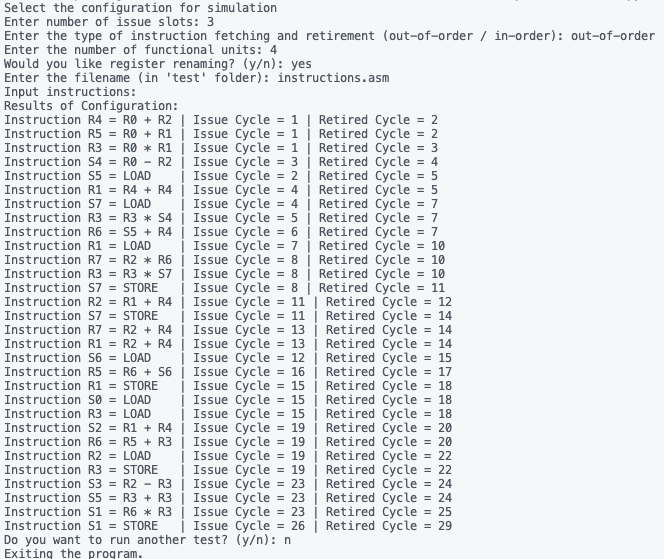 Select the configuration for simulation
Enter number of issue slots: 3
Enter the type of instruction fetching and retirement (out-of-order / in-order): out-of-order
Enter the number of functional units: 4
Would you like register renaming? (y/n): yes
Enter the filename (in 'test' folder): instructions.asm
Input instructions:
Results of Configuration:
Instruction R4 = R0 + R2 | Issue Cycle = 1 | Retired Cycle = 2
Instruction R5 = R0 + R1 | Issue Cycle = 1 | Retired Cycle = 2
Instruction R3 = R0 * R1 | Issue Cycle = 1 | Retired Cycle = 3
Instruction S4 = R0 - R2 | Issue Cycle = 3 | Retired Cycle = 4
Instruction S5 = LOAD    | Issue Cycle = 2 | Retired Cycle = 5
Instruction R1 = R4 + R4 | Issue Cycle = 4 | Retired Cycle = 5
Instruction S7 = LOAD    | Issue Cycle = 4 | Retired Cycle = 7
Instruction R3 = R3 * S4 | Issue Cycle = 5 | Retired Cycle = 7
Instruction R6 = S5 + R4 | Issue Cycle = 6 | Retired Cycle = 7
Instruction R1 = LOAD    | Issue Cycle = 7 | Retired Cycle = 10
Instruction R7 = R2 * R6 | Issue Cycle = 8 | Retired Cycle = 10
Instruction R3 = R3 * S7 | Issue Cycle = 8 | Retired Cycle = 10
Instruction S7 = STORE   | Issue Cycle = 8 | Retired Cycle = 11
Instruction R2 = R1 + R4 | Issue Cycle = 11 | Retired Cycle = 12
Instruction S7 = STORE   | Issue Cycle = 11 | Retired Cycle = 14
Instruction R7 = R2 + R4 | Issue Cycle = 13 | Retired Cycle = 14
Instruction R1 = R2 + R4 | Issue Cycle = 13 | Retired Cycle = 14
Instruction S6 = LOAD    | Issue Cycle = 12 | Retired Cycle = 15
Instruction R5 = R6 + S6 | Issue Cycle = 16 | Retired Cycle = 17
Instruction R1 = STORE   | Issue Cycle = 15 | Retired Cycle = 18
Instruction S0 = LOAD    | Issue Cycle = 15 | Retired Cycle = 18
Instruction R3 = LOAD    | Issue Cycle = 15 | Retired Cycle = 18
Instruction S2 = R1 + R4 | Issue Cycle = 19 | Retired Cycle = 20
Instruction R6 = R5 + R3 | Issue Cycle = 19 | Retired Cycle = 20
Instruction R2 = LOAD    | Issue Cycle = 19 | Retired Cycle = 22
Instruction R3 = STORE   | Issue Cycle = 19 | Retired Cycle = 22
Instruction S3 = R2 - R3 | Issue Cycle = 23 | Retired Cycle = 24
Instruction S5 = R3 + R3 | Issue Cycle = 23 | Retired Cycle = 24
Instruction S1 = R6 * R3 | Issue Cycle = 23 | Retired Cycle = 25
Instruction S1 = STORE   | Issue Cycle = 26 | Retired Cycle = 29
Do you want to run another test? (y/n): n
Exiting the program.